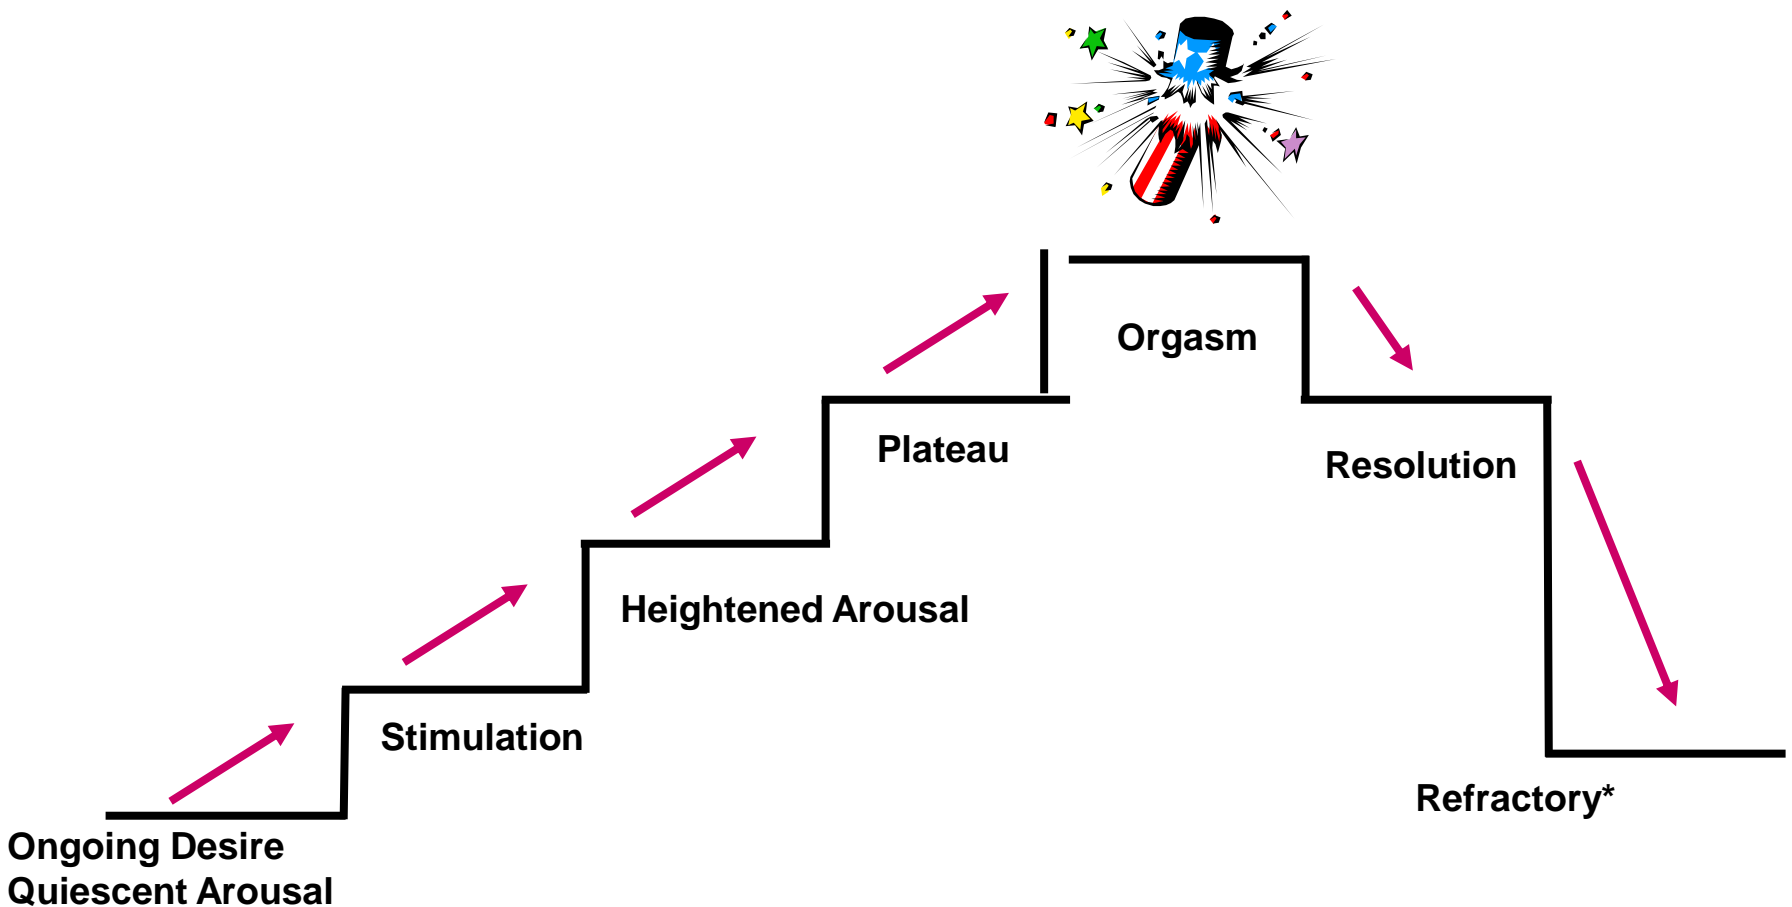 Orgasm
Plateau
Resolution
Heightened Arousal
Stimulation
Refractory*
Ongoing Desire
Quiescent Arousal